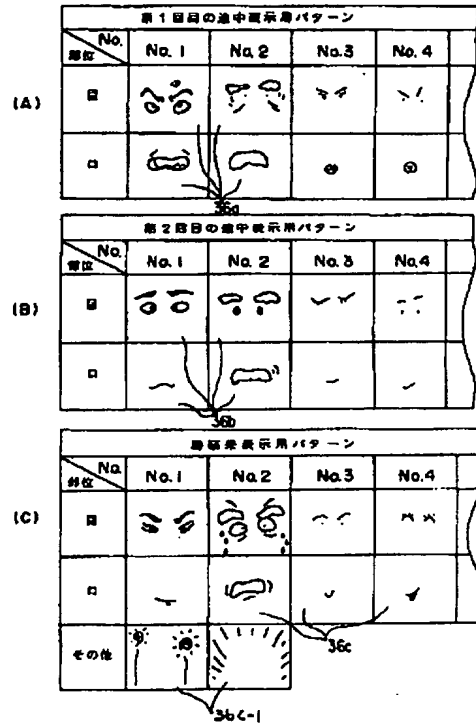 第1回目の途中表示用パターン
部位 No. No.1 No.2 No.3 No.4
(A)
目
口
36a
第2回目の途中表示用パターン
部位 No. No.1 No.2 No.3 No.4
(B)
目
口
36b
結果表示用パターン
部位 No. No.1 No.2 No.3 No.4
(C)
目
口
36c
その他
36c-1